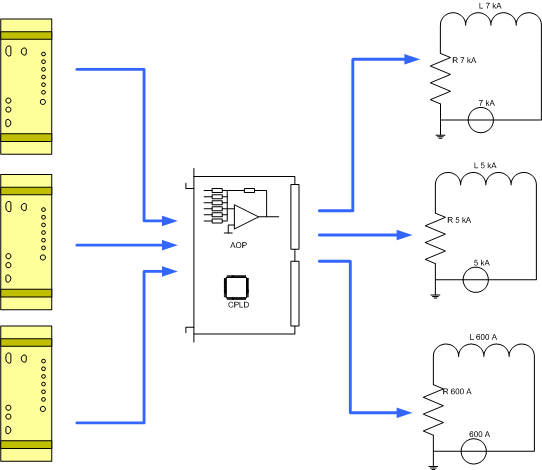 L 7 kA
R 7 kA
7 kA
AOP
CPLD
L 5 kA
R 5 kA
5 kA
L 600 A
R 600 A
600 A